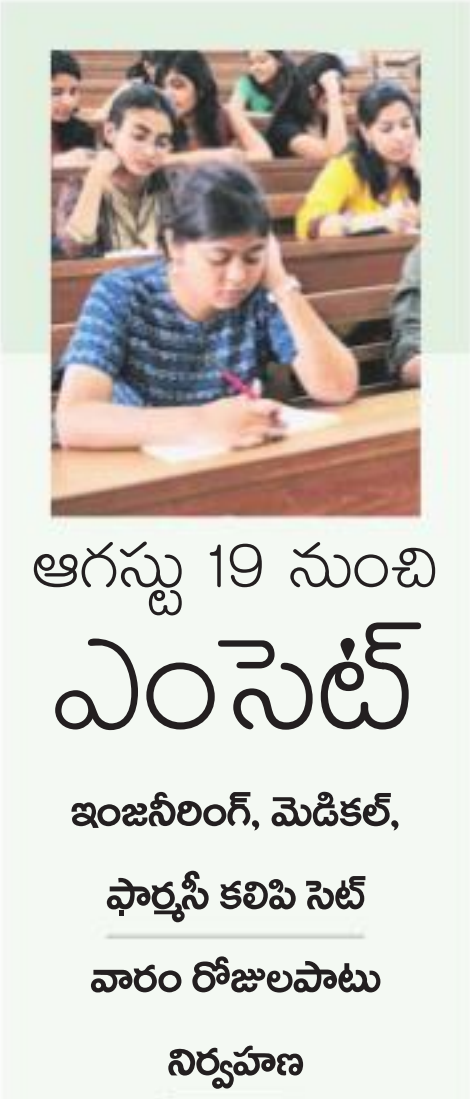 ఆగస్టు 19 నుంచి
ఎంసెట్
ఇంజనీరింగ్, మెడికల్,
ఫార్మసీ కలిపి సెట్
వారం రోజులపాటు
నిర్వహణ